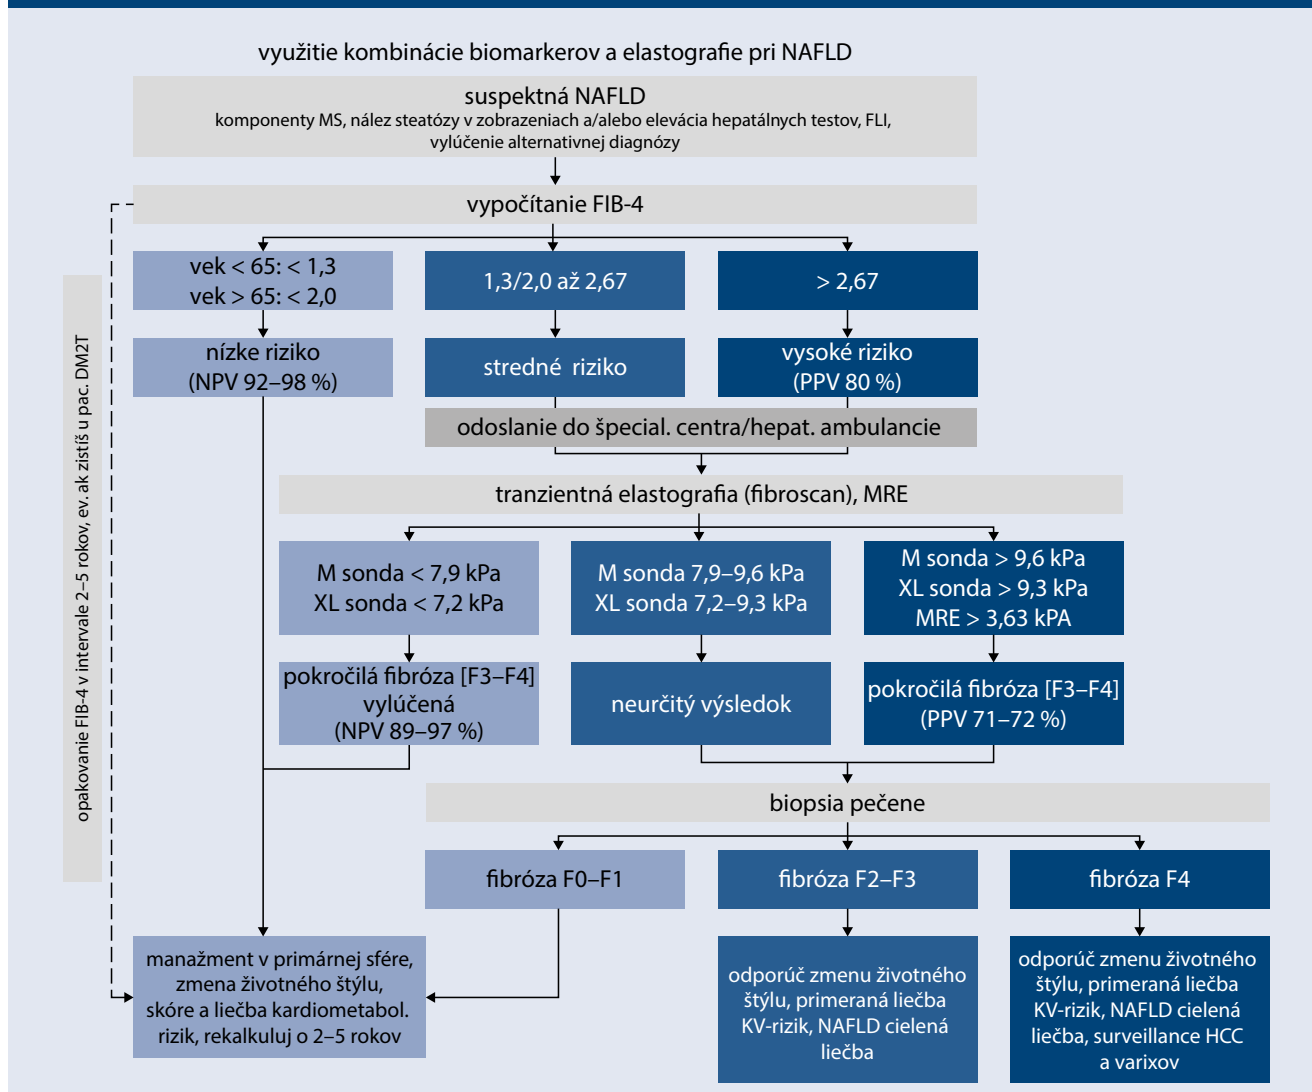 využitie kombinácie biomarkerov a elastografie pri NAFLD
suspektná NAFLD
komponenty MS, nález steatózy v zobrazeniach a/alebo elevácia hepatálnych testov, FLI,
vylúčenie alternatívnej diagnózy
vypočítanie FIB-4
vek < 65: < 1,3
vek > 65: < 2,0
1,3/2,0 až 2,67
> 2,67
nízke riziko
(NPV 92–98 %)
stredné riziko
vysoké riziko
(PPV 80 %)
odoslanie do špecial. centra/hepat. ambulancie
tranzientná elastografia (fibroscan), MRE
M sonda < 7,9 kPa
XL sonda < 7,2 kPa
M sonda 7,9–9,6 kPa
XL sonda 7,2–9,3 kPa
M sonda > 9,6 kPa
XL sonda > 9,3 kPa
MRE > 3,63 kPA
pokročilá fibróza [F3–F4]
vylúčená
(NPV 89–97 %)
neurčitý výsledok
pokročilá fibróza [F3–F4]
(PPV 71–72 %)
opakovanie FIB-4 v intervale 2–5 rokov, ev. ak zistíš u pac. DM2T
biopsia pečene
fibróza F0–F1
fibróza F2–F3
fibróza F4
manažment v primárnej sfére,
zmena životného štýlu,
skóre a liečba kardiometabol.
rizik, rekalkuluj o 2–5 rokov
odporúč zmenu životného
štýlu, primeraná liečba
KV-rizik, NAFLD cielená
liečba
odporúč zmenu životného
štýlu, primeraná liečba
KV-rizik, NAFLD cielená
liečba, surveillance HCC
a varixov